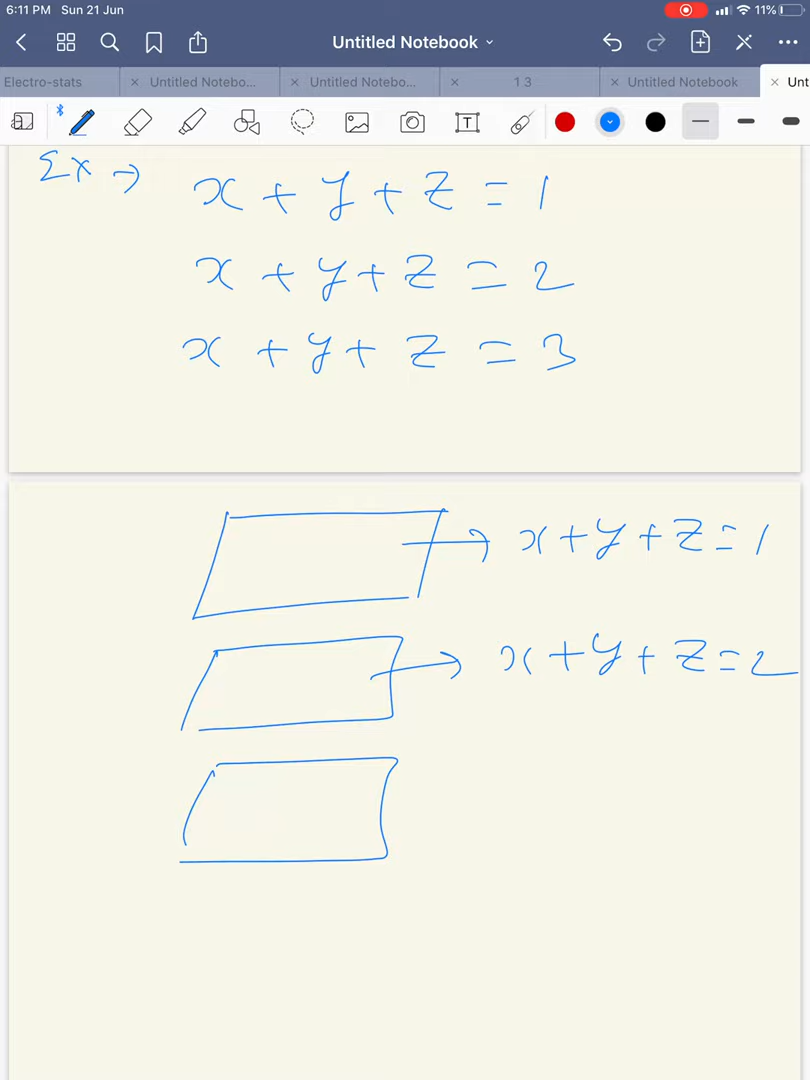 6:11 PM Sun 21 Jun 11%
Untitled Notebook
Electro-stats × Untitled Notebo... × Untitled Notebo... × 1 3 × Untitled Notebook × Unt
Ex → x + y + z = 1
x + y + z = 2
x + y + z = 3
→ x + y + z = 1
→ x + y + z = 2